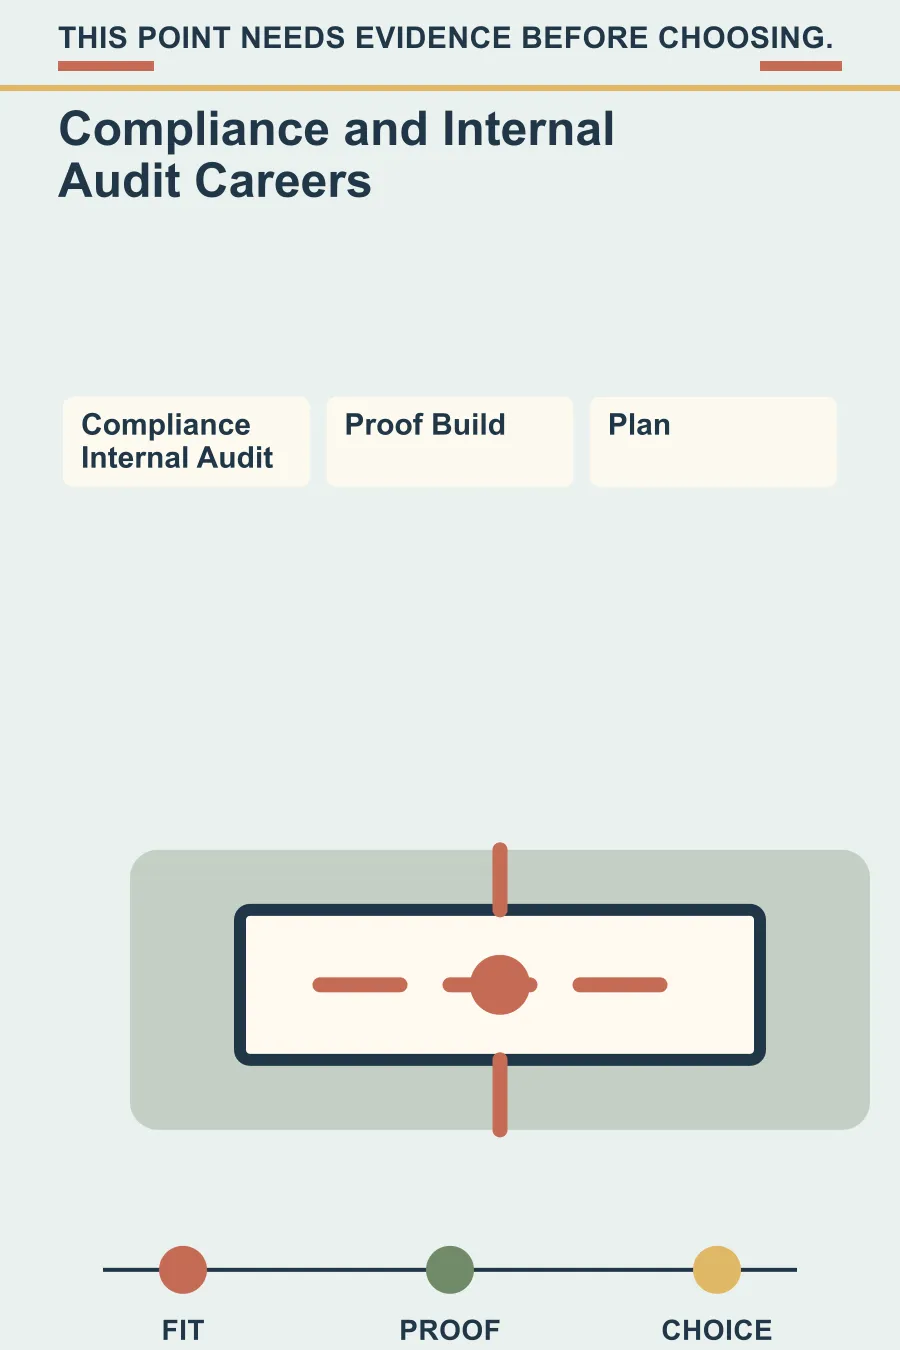 THIS POINT NEEDS EVIDENCE BEFORE CHOOSING.
Compliance and Internal
Audit Careers
Compliance
Internal Audit
Proof Build
Plan
FIT
PROOF
CHOICE